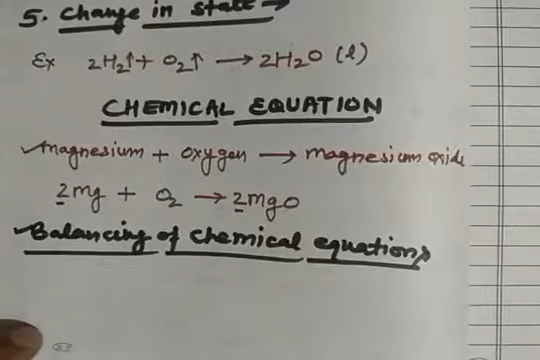 5. Change in state →
Ex 2H₂↑ + O₂↑ → 2H₂O (l)
CHEMICAL EQUATION
✓magnesium + oxygen → magnesium oxide
2mg + O₂ → 2mgO
✓Balancing of chemical equations